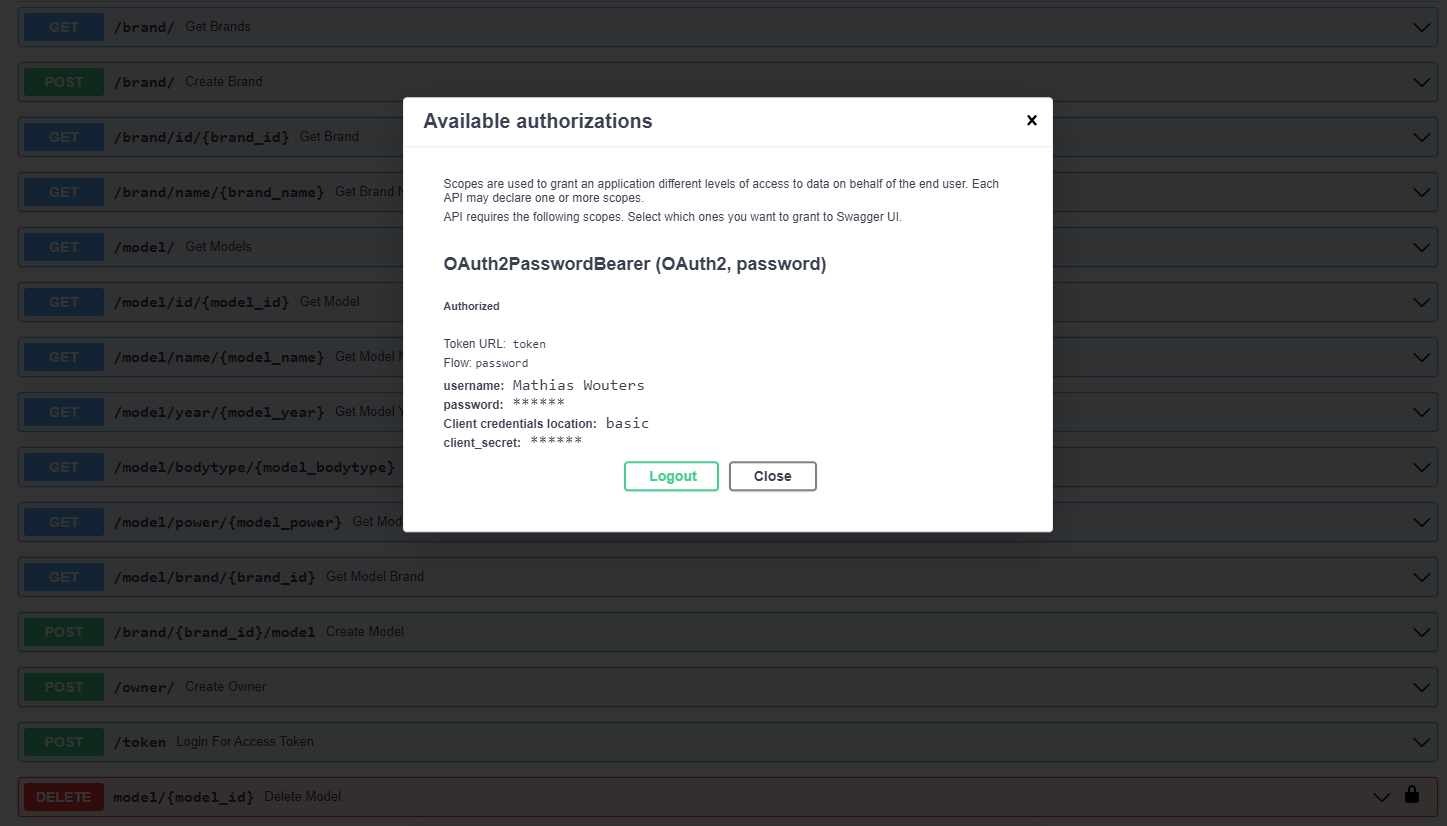 GET /brand/ Get Brands
POST /brand/ Create Brand
Available authorizations
GET /brand/id/{brand_id} Get Brand
GET /brand/name/{brand_name} Get Brand
Scopes are used to grant an application different levels of access to data on behalf of the end user. Each
API may declare one or more scopes.
API requires the following scopes. Select which ones you want to grant to Swagger UI.
GET /model/ Get Models
OAuth2PasswordBearer (OAuth2, password)
GET /model/id/{model_id} Get Model
Authorized
Token URL: token
GET /model/name/{model_name} Get Model
Flow: password
username: Mathias Wouters
password: ******
GET /model/year/{model_year} Get Model
Client credentials location: basic
client_secret: ******
GET /model/bodytype/{model_bodytype}
Logout Close
GET /model/power/{model_power} Get
GET /model/brand/{brand_id} Get Model Brand
POST /brand/{brand_id}/model Create Model
POST /owner/ Create Owner
POST /token Login For Access Token
DELETE model/{model_id} Delete Model